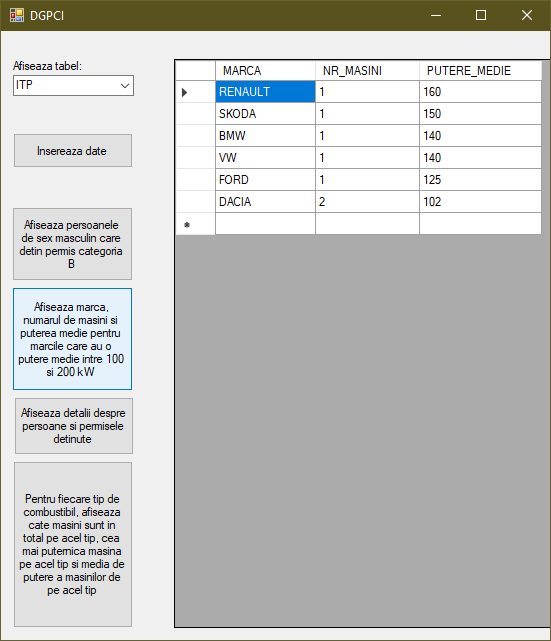 DGPCI
Afiseaza tabel:
ITP
Insereaza date
Afiseaza persoanele
de sex masculin care
detin permis categoria
B
Afiseaza marca,
numarul de masini si
puterea medie pentru
marcile care au o
putere medie intre 100
si 200 kW
Afiseaza detalii despre
persoane si permisele
detinute
Pentru fiecare tip de
combustibil, afiseaza
cate masini sunt in
total pe acel tip, cea
mai puternica masina
pe acel tip si media de
putere a masinilor de
pe acel tip
MARCA NR_MASINI PUTERE_MEDIE
RENAULT 1 160
SKODA 1 150
BMW 1 140
VW 1 140
FORD 1 125
DACIA 2 102